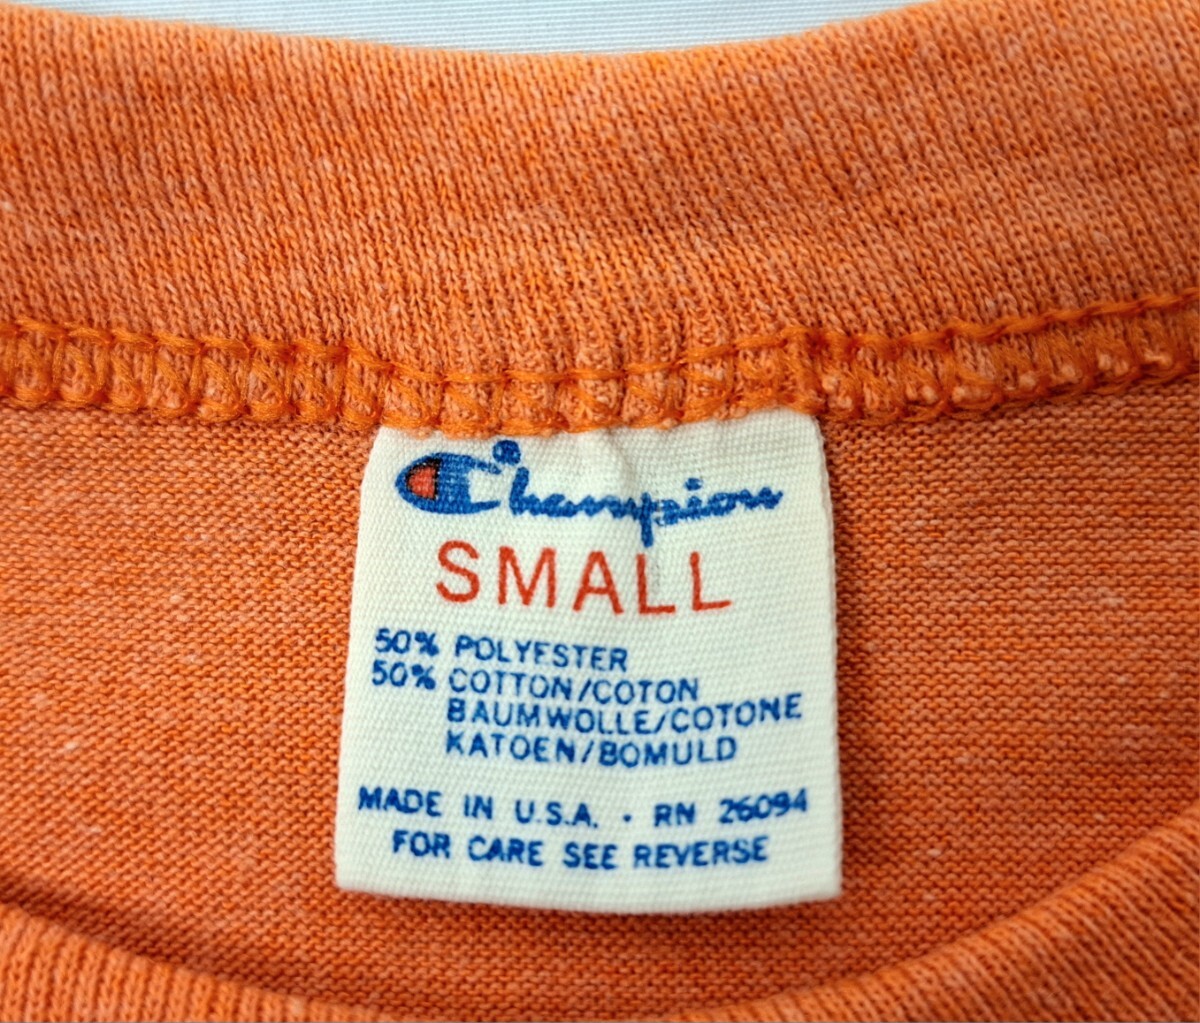 Champion
SMALL
50% POLYESTER
50% COTTON/COTON
BAUMWOLLE/COTONE
KATOEN/BOMULD
MADE IN U.S.A. · RN 26094
FOR CARE SEE REVERSE